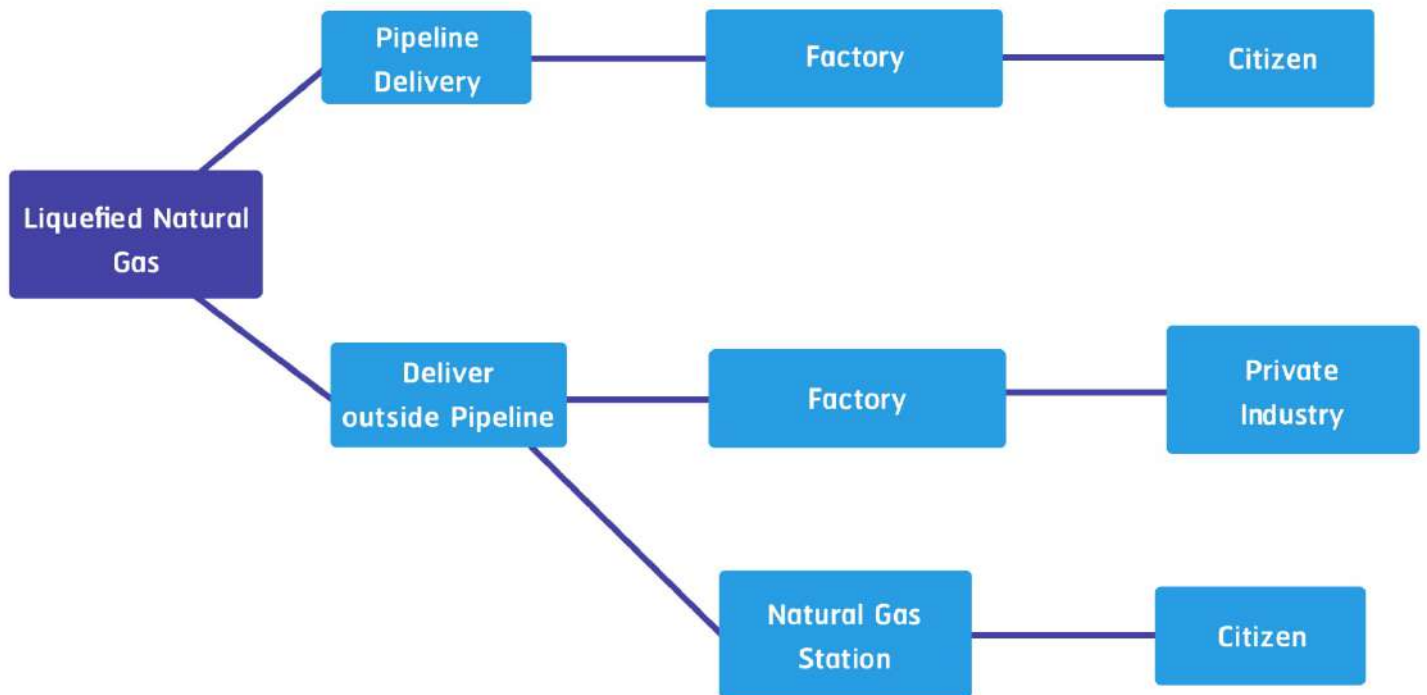 Pipeline
Delivery
Factory
Citizen
Liquefied Natural
Gas
Deliver
outside Pipeline
Factory
Private
Industry
Natural Gas
Station
Citizen